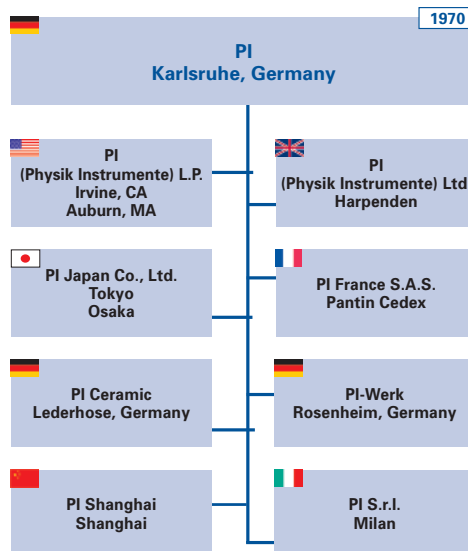 1970
PI
Karlsruhe, Germany
PI
(Physik Instrumente) L.P.
Irvine, CA
Auburn, MA
PI
(Physik Instrumente) Ltd
Harpenden
PI Japan Co., Ltd.
Tokyo
Osaka
PI France S.A.S.
Pantin Cedex
PI Ceramic
Lederhose, Germany
PI-Werk
Rosenheim, Germany
PI Shanghai
Shanghai
PI S.r.l.
Milan